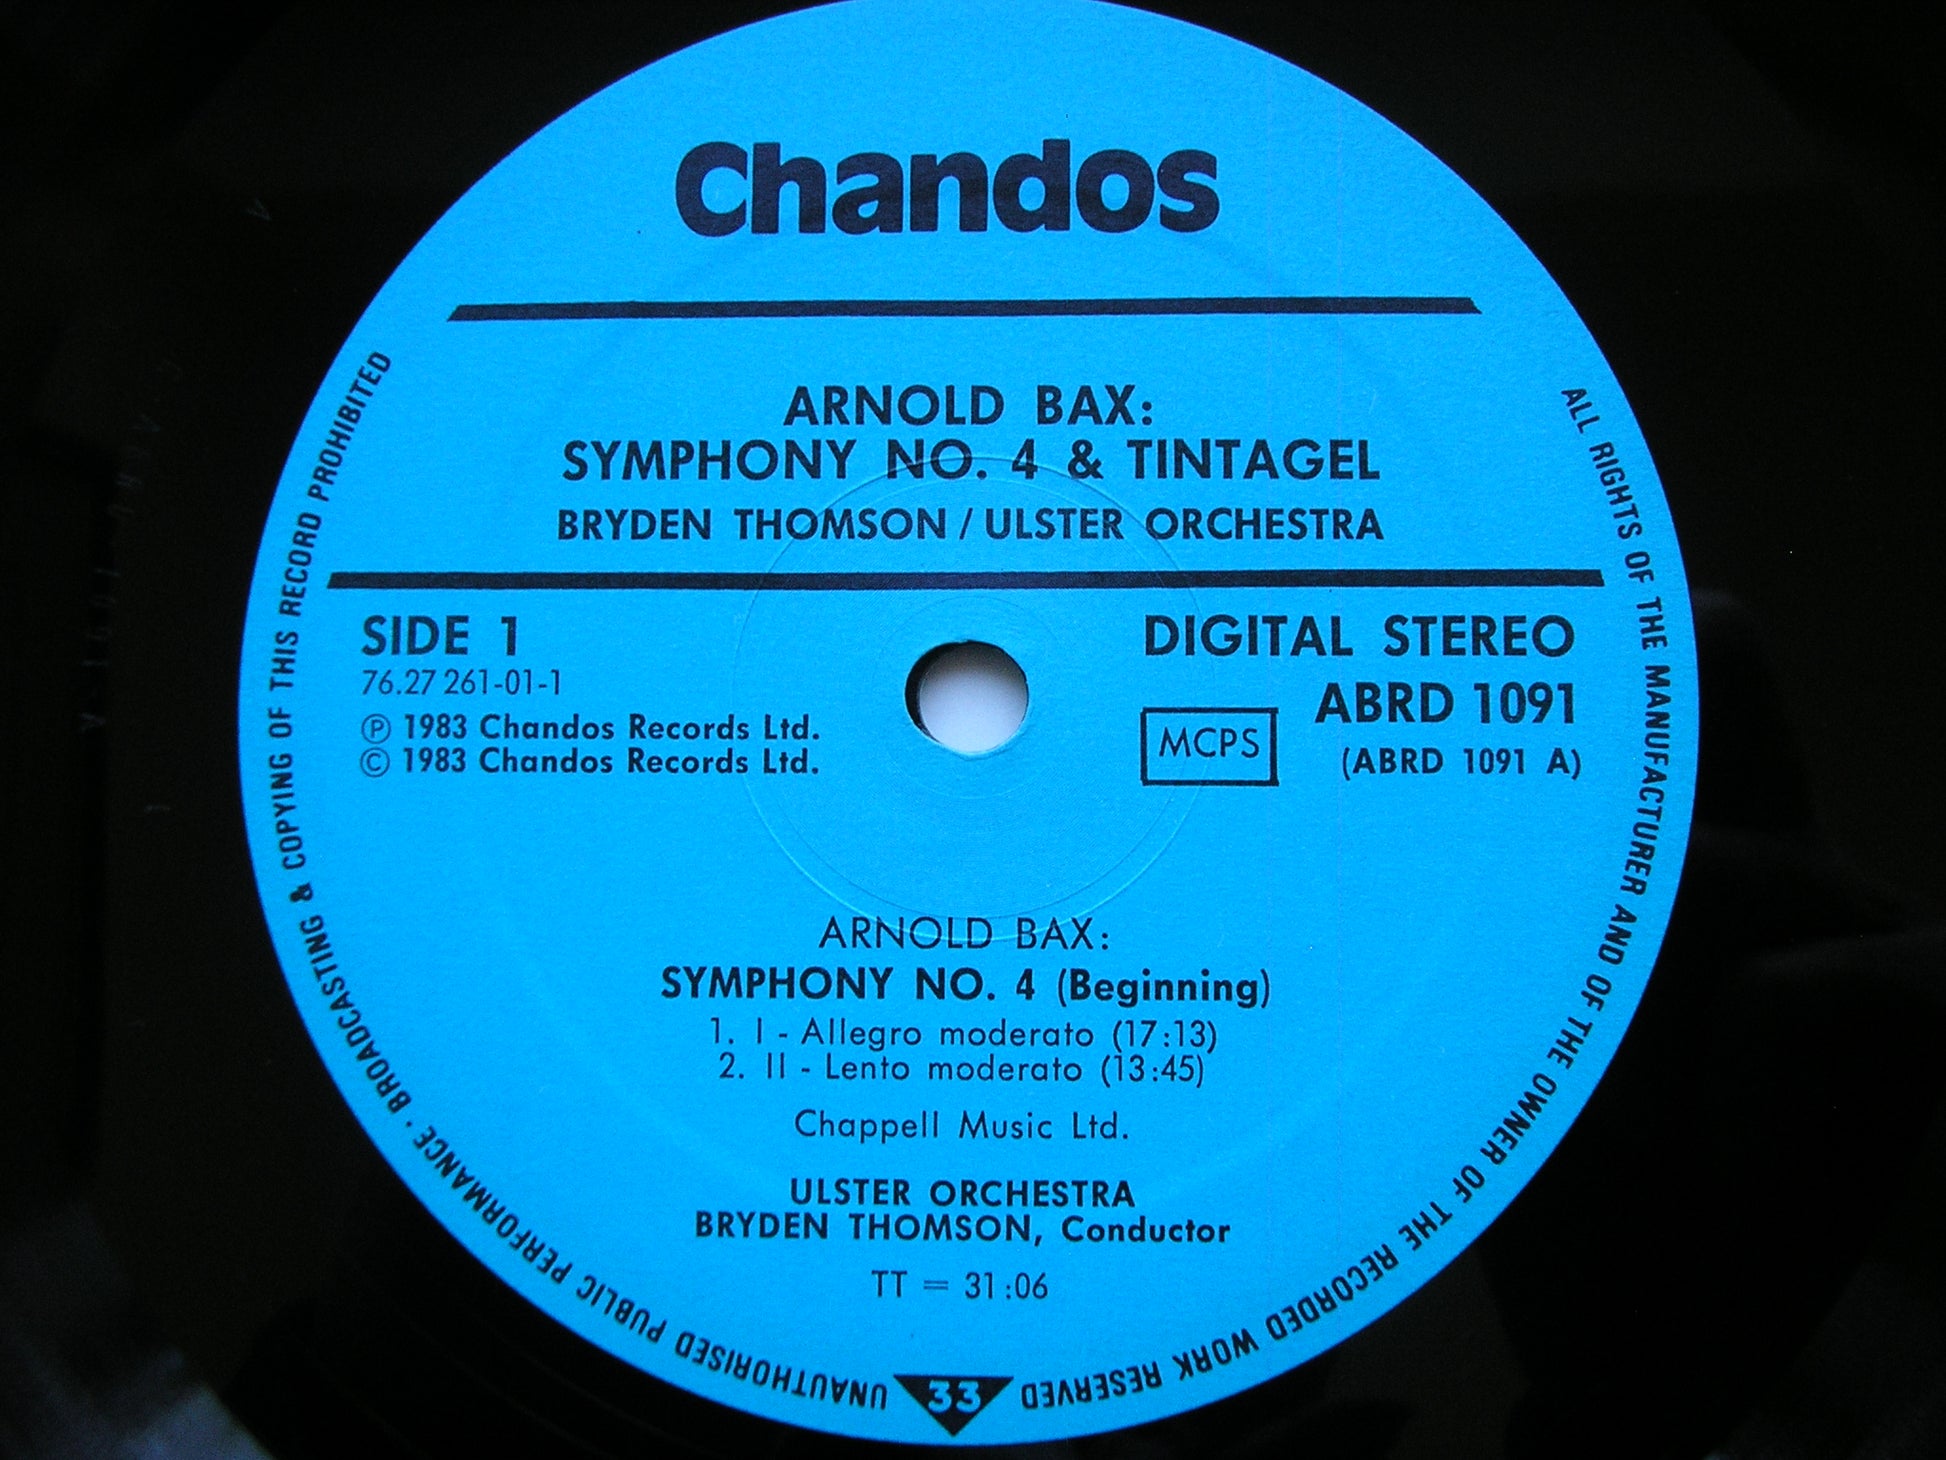 Chandos
ARNOLD BAX:
SYMPHONY NO. 4 & TINTAGEL
BRYDEN THOMSON / ULSTER ORCHESTRA
SIDE 1
76.27 261-01-1
Ⓟ 1983 Chandos Records Ltd.
© 1983 Chandos Records Ltd.
DIGITAL STEREO
ABRD 1091
MCPS
(ABRD 1091 A)
ARNOLD BAX:
SYMPHONY NO. 4 (Beginning)
1. I - Allegro moderato (17:13)
2. II - Lento moderato (13:45)
Chappell Music Ltd.
ULSTER ORCHESTRA
BRYDEN THOMSON, Conductor
TT = 31:06
ALL RIGHTS OF THE MANUFACTURER AND OF THE OWNER OF THE RECORDED WORK RESERVED
33
UNAUTHORISED PUBLIC PERFORMANCE · BROADCASTING & COPYING OF THIS RECORD PROHIBITED